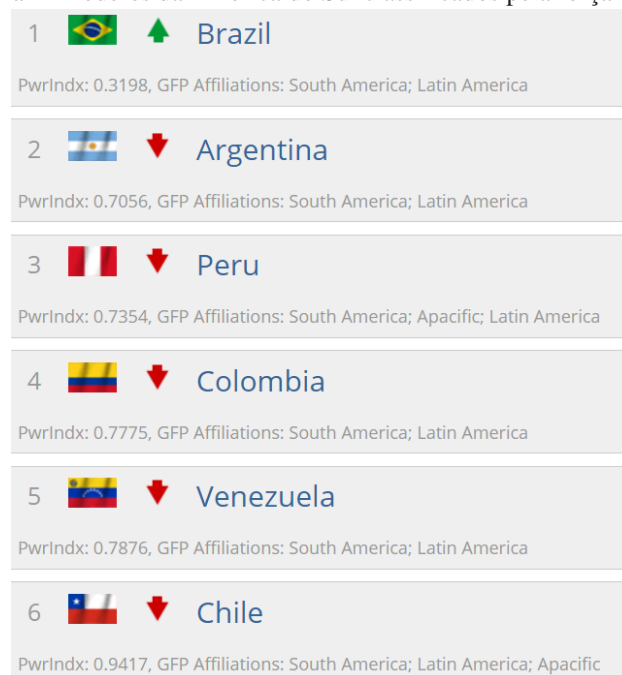 1 Brazil
PwrIndx: 0.3198, GFP Affiliations: South America; Latin America
2 Argentina
PwrIndx: 0.7056, GFP Affiliations: South America; Latin America
3 Peru
PwrIndx: 0.7354, GFP Affiliations: South America; Apacific; Latin America
4 Colombia
PwrIndx: 0.7775, GFP Affiliations: South America; Latin America
5 Venezuela
PwrIndx: 0.7876, GFP Affiliations: South America; Latin America
6 Chile
PwrIndx: 0.9417, GFP Affiliations: South America; Latin America; Apacific